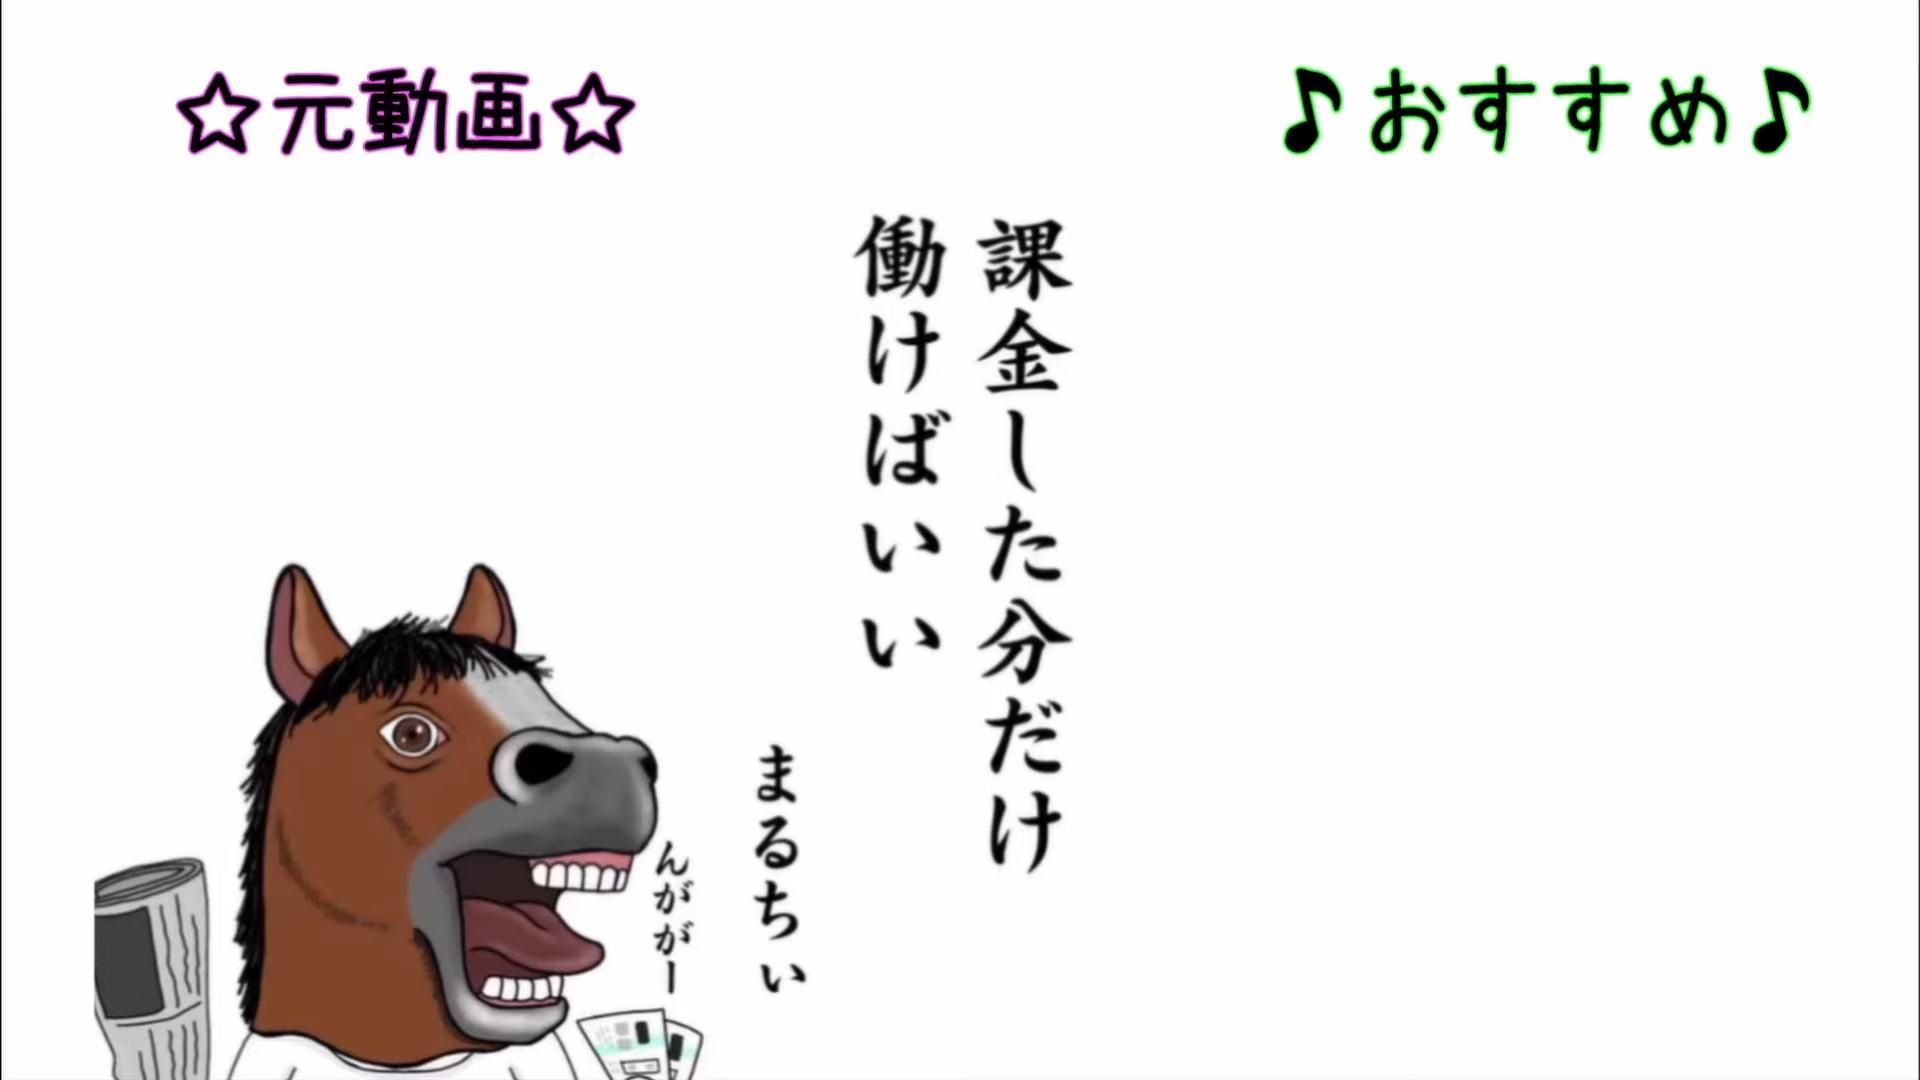 ☆元動画☆
♪おすすめ♪
課金した分だけ
働けばいい
まるちぃ
んががー